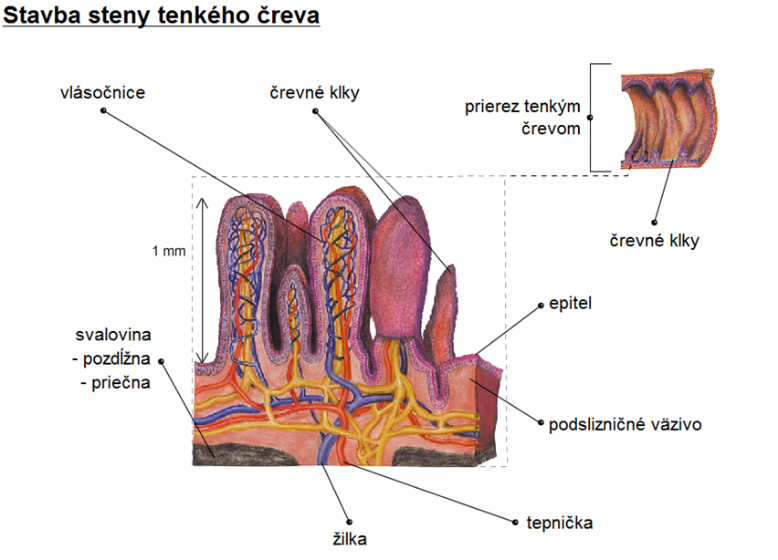 Stavba steny tenkého čreva
vlásočnice
črevné klky
prierez tenkým
črevom
črevné klky
1 mm
epitel
svalovina
- pozdĺžna
- priečna
podslizničné väzivo
tepnička
žilka